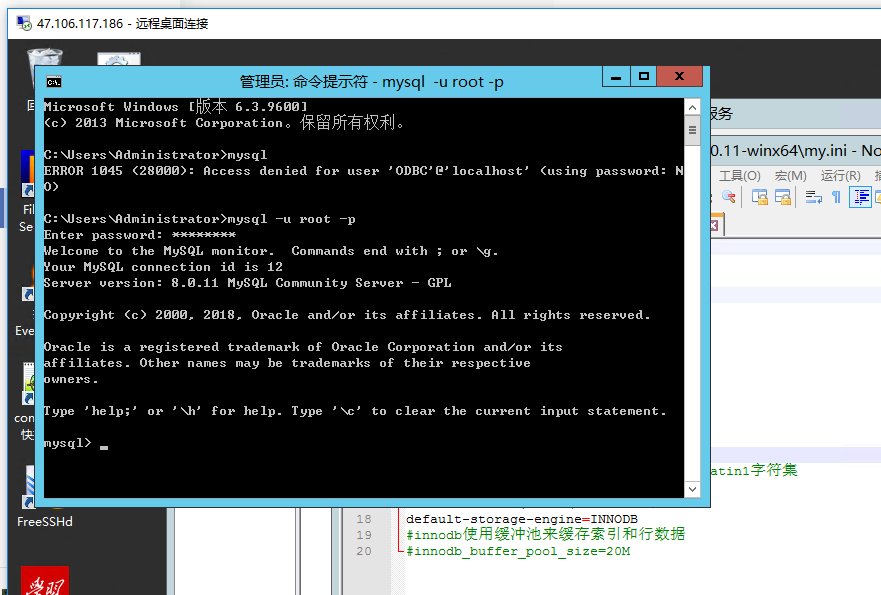 47.106.117.186 - 远程桌面连接
管理员: 命令提示符 - mysql  -u root -p
Microsoft Windows [版本 6.3.9600]
(c) 2013 Microsoft Corporation。保留所有权利。
C:\Users\Administrator>mysql
ERROR 1045 (28000): Access denied for user 'ODBC'@'localhost' (using password: N
O)
C:\Users\Administrator>mysql -u root -p
Enter password: ********
Welcome to the MySQL monitor.  Commands end with ; or \g.
Your MySQL connection id is 12
Server version: 8.0.11 MySQL Community Server - GPL
Copyright (c) 2000, 2018, Oracle and/or its affiliates. All rights reserved.
Oracle is a registered trademark of Oracle Corporation and/or its
affiliates. Other names may be trademarks of their respective
owners.
Type 'help;' or '\h' for help. Type '\c' to clear the current input statement.
mysql>
服务
0.11-winx64\my.ini - No
工具(O) 宏(M) 运行(R)
atin1字符集
18 default-storage-engine=INNODB
19 #innodb使用缓冲池来缓存索引和行数据
20 #innodb_buffer_pool_size=20M
Fil
Se
Eve
con
快
FreeSSHd
学习